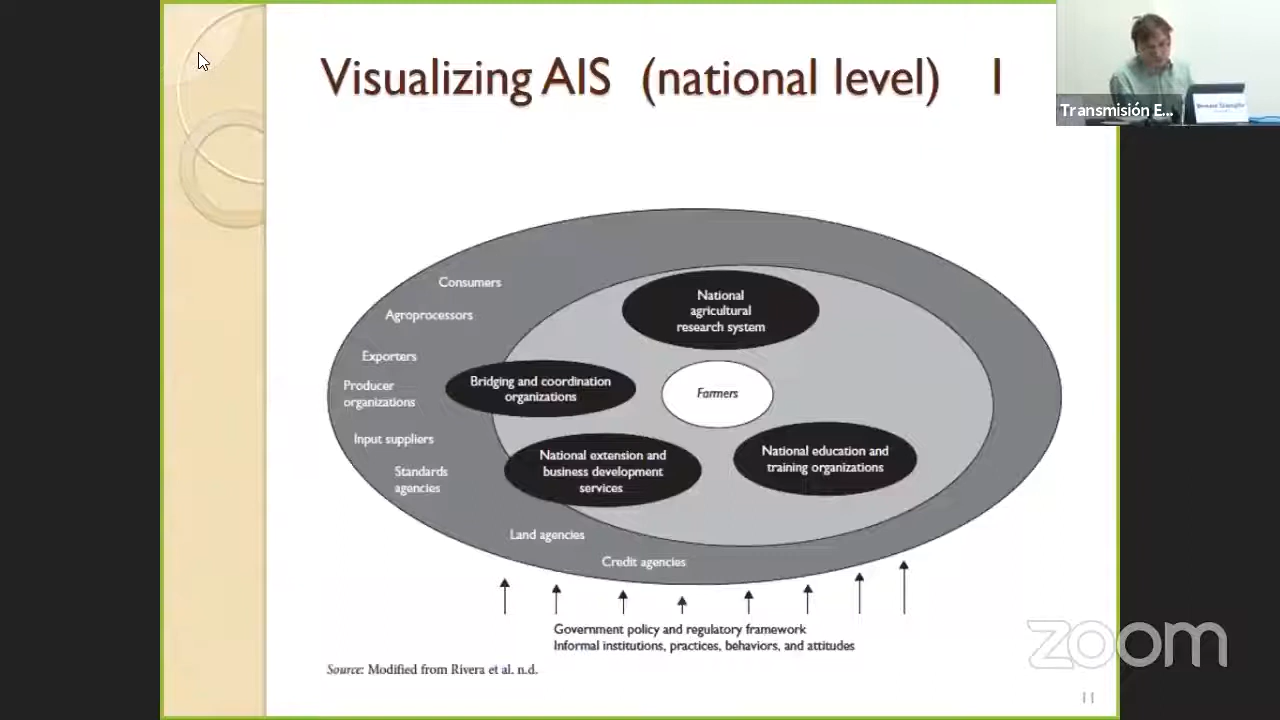 Visualizing AIS (national level) I
Transmisión E...
Consumers
Agroprocessors
Exporters
Producer
organizations
Input suppliers
Standards
agencies
Land agencies
Credit agencies
National
agricultural
research system
Bridging and coordination
organizations
Farmers
National extension and
business development
services
National education and
training organizations
Government policy and regulatory framework
Informal institutions, practices, behaviors, and attitudes
Source: Modified from Rivera et al. n.d.
zoom
11